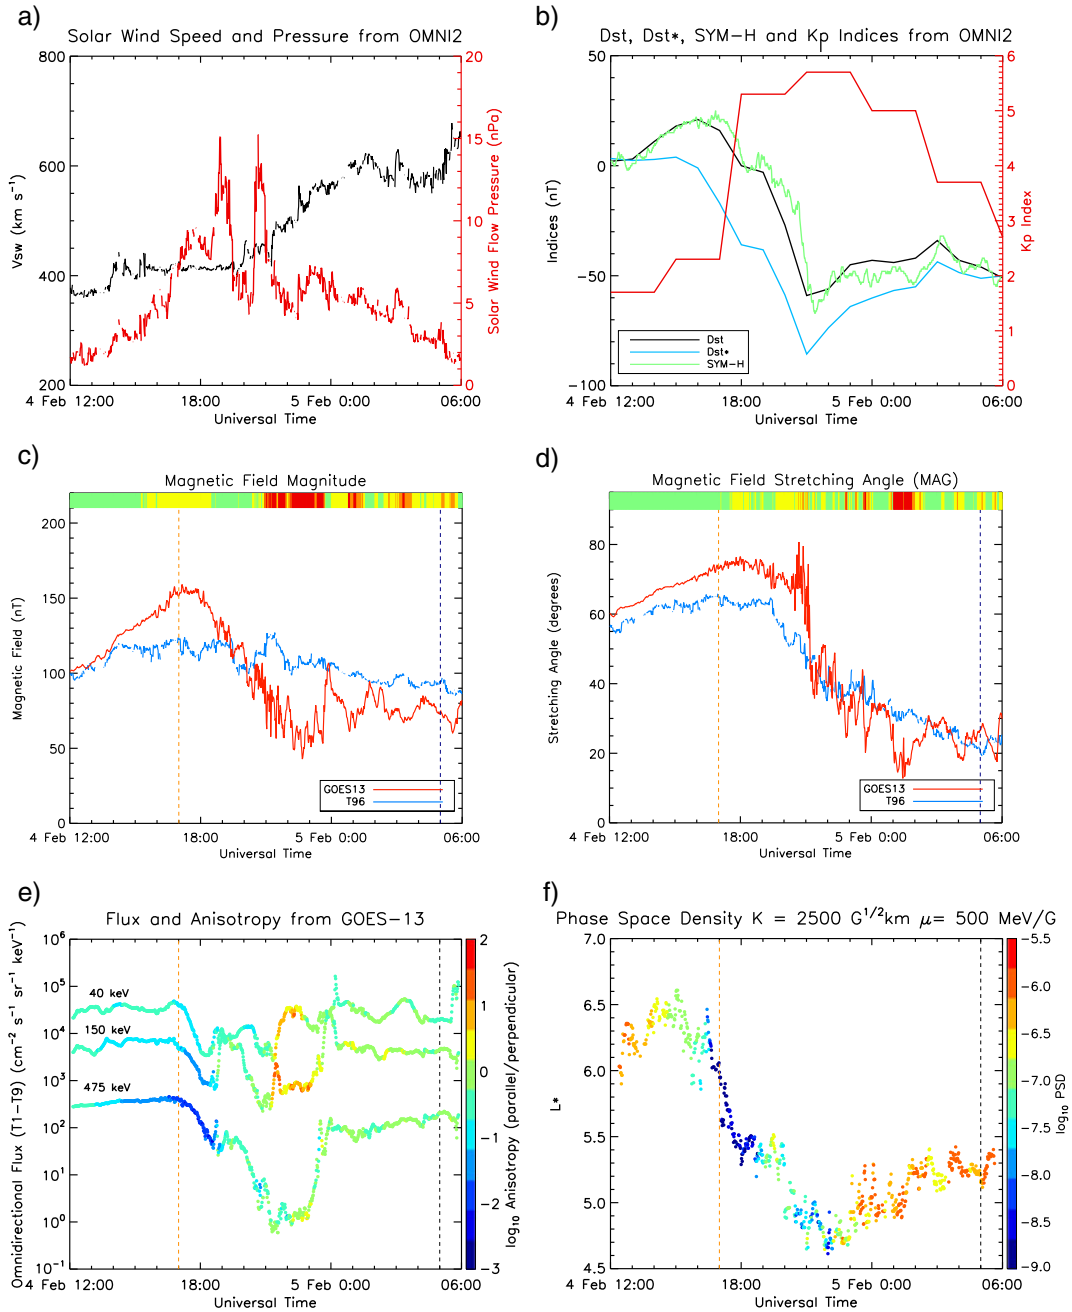 a)
Solar Wind Speed and Pressure from OMNI2
800
600
400
200
Vsw (km s⁻¹)
20
15
10
5
0
Solar Wind Flow Pressure (nPa)
4 Feb 12:00 18:00 5 Feb 0:00 06:00
Universal Time
b)
Dst, Dst*, SYM-H and Kp Indices from OMNI2
50
0
-50
-100
Indices (nT)
6
5
4
3
2
1
0
Kp Index
Dst
Dst*
SYM-H
4 Feb 12:00 18:00 5 Feb 0:00 06:00
Universal Time
c)
Magnetic Field Magnitude
200
150
100
50
0
Magnetic Field (nT)
GOES13
T96
4 Feb 12:00 18:00 5 Feb 0:00 06:00
Universal Time
d)
Magnetic Field Stretching Angle (MAG)
80
60
40
20
0
Stretching Angle (degrees)
GOES13
T96
4 Feb 12:00 18:00 5 Feb 0:00 06:00
Universal Time
e)
Flux and Anisotropy from GOES-13
10⁶
10⁵
10⁴
10³
10²
10¹
10⁰
10⁻¹
Omnidirectional Flux (T1-T9) (cm⁻² s⁻¹ sr⁻¹ keV⁻¹)
40 keV
150 keV
475 keV
2
1
0
-1
-2
-3
log₁₀ Anisotropy (parallel/perpendicular)
4 Feb 12:00 18:00 5 Feb 0:00 06:00
Universal Time
f)
Phase Space Density K = 2500 G¹ᐟ²km μ= 500 MeV/G
7.0
6.5
6.0
5.5
5.0
4.5
L*
-5.5
-6.0
-6.5
-7.0
-7.5
-8.0
-8.5
-9.0
log₁₀ PSD
4 Feb 12:00 18:00 5 Feb 0:00 06:00
Universal Time